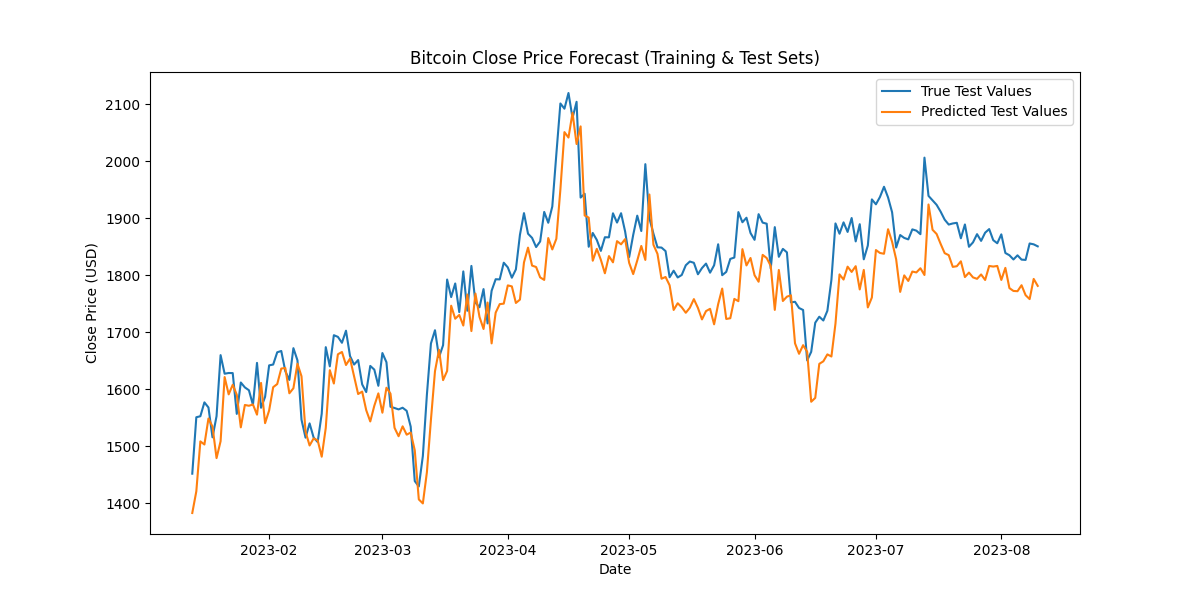 Bitcoin Close Price Forecast (Training & Test Sets)
True Test Values
Predicted Test Values
Close Price (USD)
2100
2000
1900
1800
1700
1600
1500
1400
2023-02 2023-03 2023-04 2023-05 2023-06 2023-07 2023-08
Date